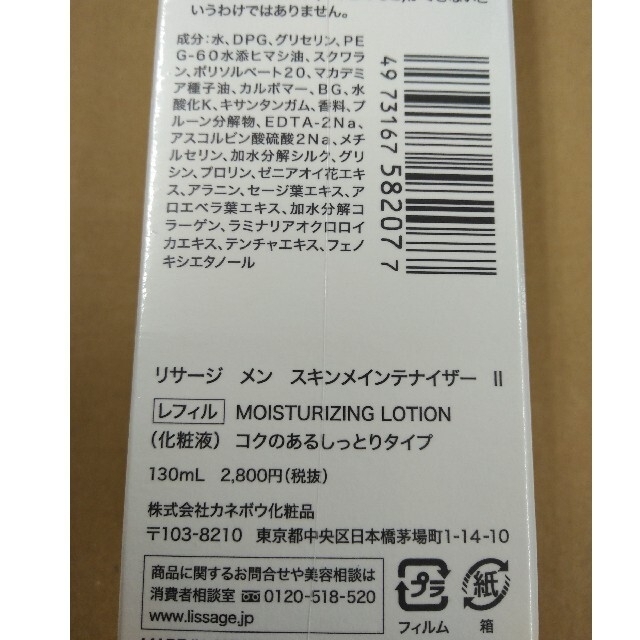 いうわけではありません。
成分:水、DPG、グリセリン、PE
G-60水添ヒマシ油、スクワラ
ン、ポリソルベート20、マカデミ
ア種子油、カルボマー、BG、水
酸化K、キサンタンガム、香料、プ
ルーン分解物、EDTA-2Na、
アスコルビン酸硫酸2Na、メチ
ルセリン、加水分解シルク、グリ
シン、プロリン、ゼニアオイ花エキ
ス、アラニン、セージ葉エキス、ア
ロエベラ葉エキス、加水分解コ
ラーゲン、ラミナリアオクロロイ
カエキス、テンチャエキス、フェノ
キシエタノール
4973167582077
リサージ メン スキンメインテナイザー II
レフィル MOISTURIZING LOTION
(化粧液) コクのあるしっとりタイプ
130mL 2,800円(税抜)
株式会社カネボウ化粧品
〒103-8210 東京都中央区日本橋茅場町1-14-10
商品に関するお問合せや美容相談は
消費者相談室 0120-518-520
www.lissage.jp
プラ
フィルム
紙
箱